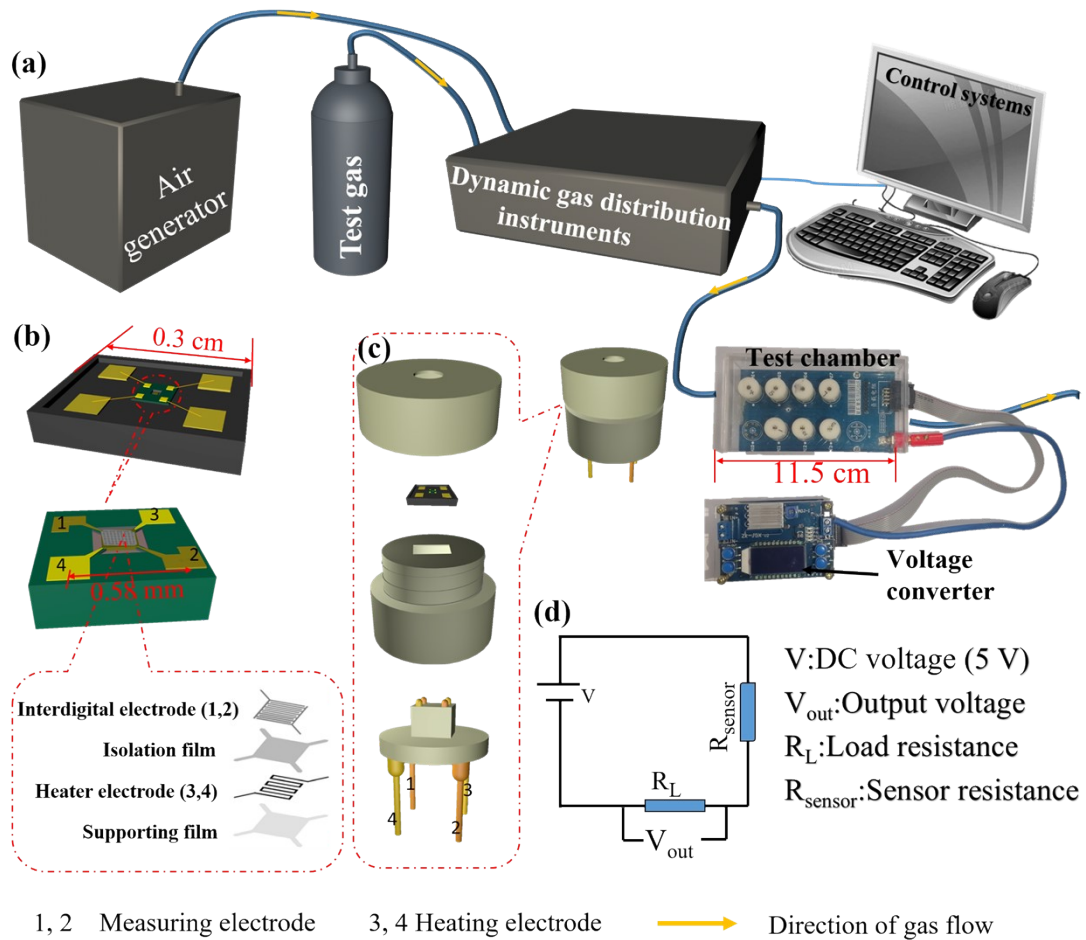 (a)
Air
generator
Test gas
Dynamic gas distribution
instruments
Control systems
(b)
0.3 cm
1
3
4
2
0.58 mm
Interdigital electrode (1,2)
Isolation film
Heater electrode (3,4)
Supporting film
(c)
1
3
4
2
Test chamber
11.5 cm
Voltage
converter
(d)
V
Rsensor
RL
Vout
V:DC voltage (5 V)
Vout:Output voltage
RL:Load resistance
Rsensor:Sensor resistance
1, 2 Measuring electrode
3, 4 Heating electrode
Direction of gas flow